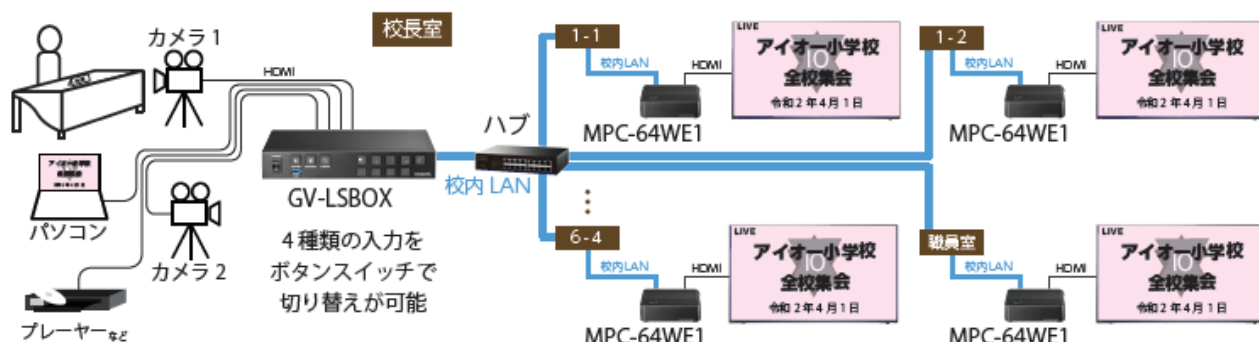 カメラ1
HDMI
校長室
パソコン
カメラ2
プレーヤーなど
GV-LSBOX
4種類の入力を
ボタンスイッチで
切り替えが可能
校内LAN
ハブ
1-1
校内LAN
HDMI
MPC-64WE1
LIVE
アイオー小学校
IO
全校集会
令和2年4月1日
1-2
校内LAN
HDMI
MPC-64WE1
LIVE
アイオー小学校
IO
全校集会
令和2年4月1日
6-4
校内LAN
HDMI
MPC-64WE1
LIVE
アイオー小学校
IO
全校集会
令和2年4月1日
職員室
校内LAN
HDMI
MPC-64WE1
LIVE
アイオー小学校
IO
全校集会
令和2年4月1日